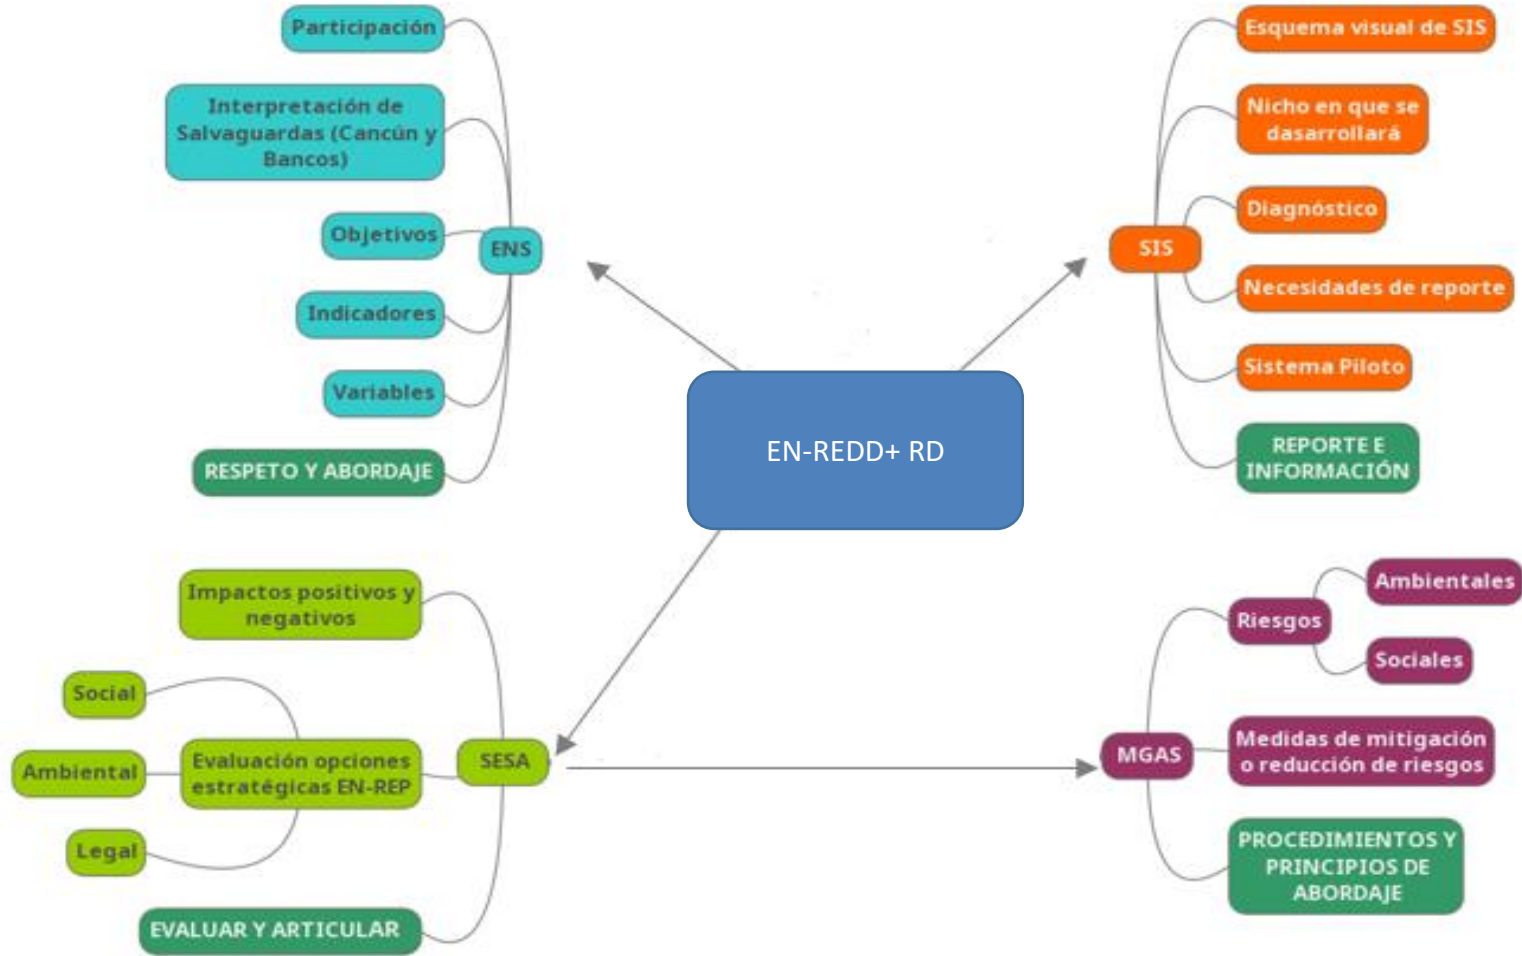 Participación
Interpretación de
Salvaguardas (Cancún y
Bancos)
Objetivos
ENS
Indicadores
Variables
RESPETO Y ABORDAJE
Esquema visual de SIS
Nicho en que se
dasarrollará
Diagnóstico
SIS
Necesidades de reporte
Sistema Piloto
REPORTE E
INFORMACIÓN
EN-REDD+ RD
Impactos positivos y
negativos
Social
Ambiental
Evaluación opciones
estratégicas EN-REP
SESA
Legal
EVALUAR Y ARTICULAR
Ambientales
Riesgos
Sociales
MGAS
Medidas de mitigación
o reducción de riesgos
PROCEDIMIENTOS Y
PRINCIPIOS DE
ABORDAJE